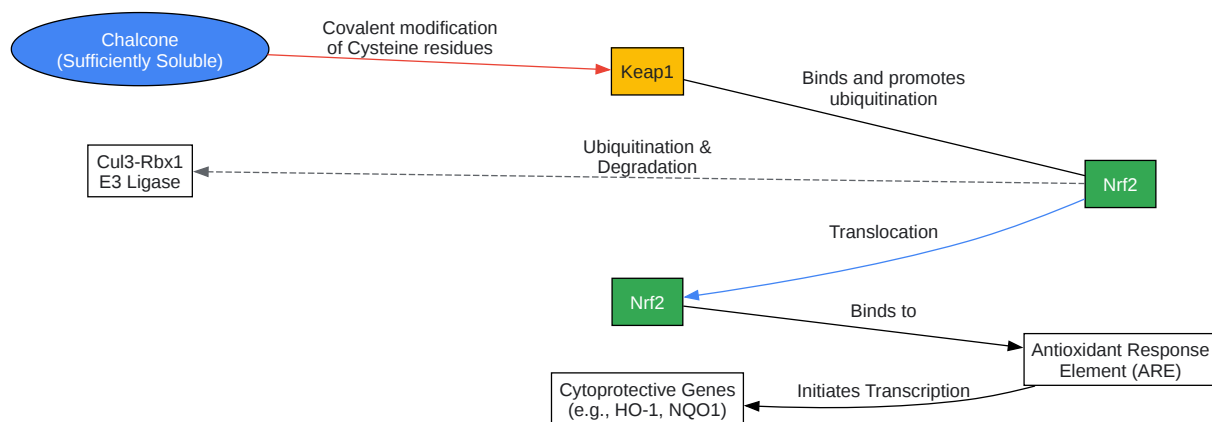 Chalcone
(Sufficiently Soluble)
Covalent modification
of Cysteine residues
Keap1
Binds and promotes
ubiquitination
Cul3-Rbx1
E3 Ligase
Ubiquitination &
Degradation
Nrf2
Translocation
Nrf2
Binds to
Antioxidant Response
Element (ARE)
Initiates Transcription
Cytoprotective Genes
(e.g., HO-1, NQO1)